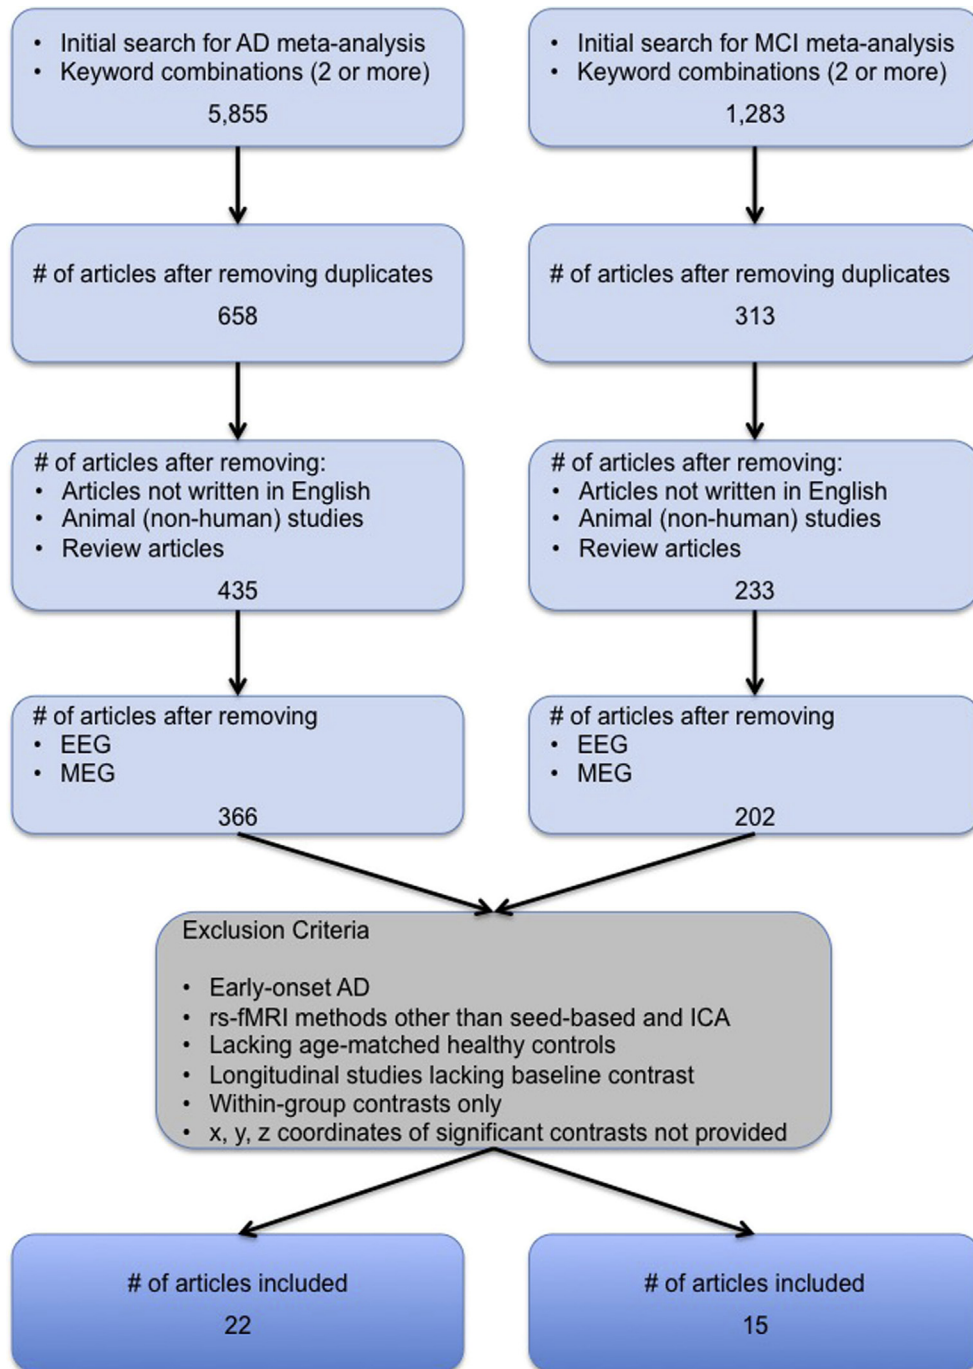 • Initial search for AD meta-analysis
• Keyword combinations (2 or more)
5,855
• Initial search for MCI meta-analysis
• Keyword combinations (2 or more)
1,283
# of articles after removing duplicates
658
# of articles after removing duplicates
313
# of articles after removing:
• Articles not written in English
• Animal (non-human) studies
• Review articles
435
# of articles after removing:
• Articles not written in English
• Animal (non-human) studies
• Review articles
233
# of articles after removing
• EEG
• MEG
366
# of articles after removing
• EEG
• MEG
202
Exclusion Criteria
• Early-onset AD
• rs-fMRI methods other than seed-based and ICA
• Lacking age-matched healthy controls
• Longitudinal studies lacking baseline contrast
• Within-group contrasts only
• x, y, z coordinates of significant contrasts not provided
# of articles included
22
# of articles included
15